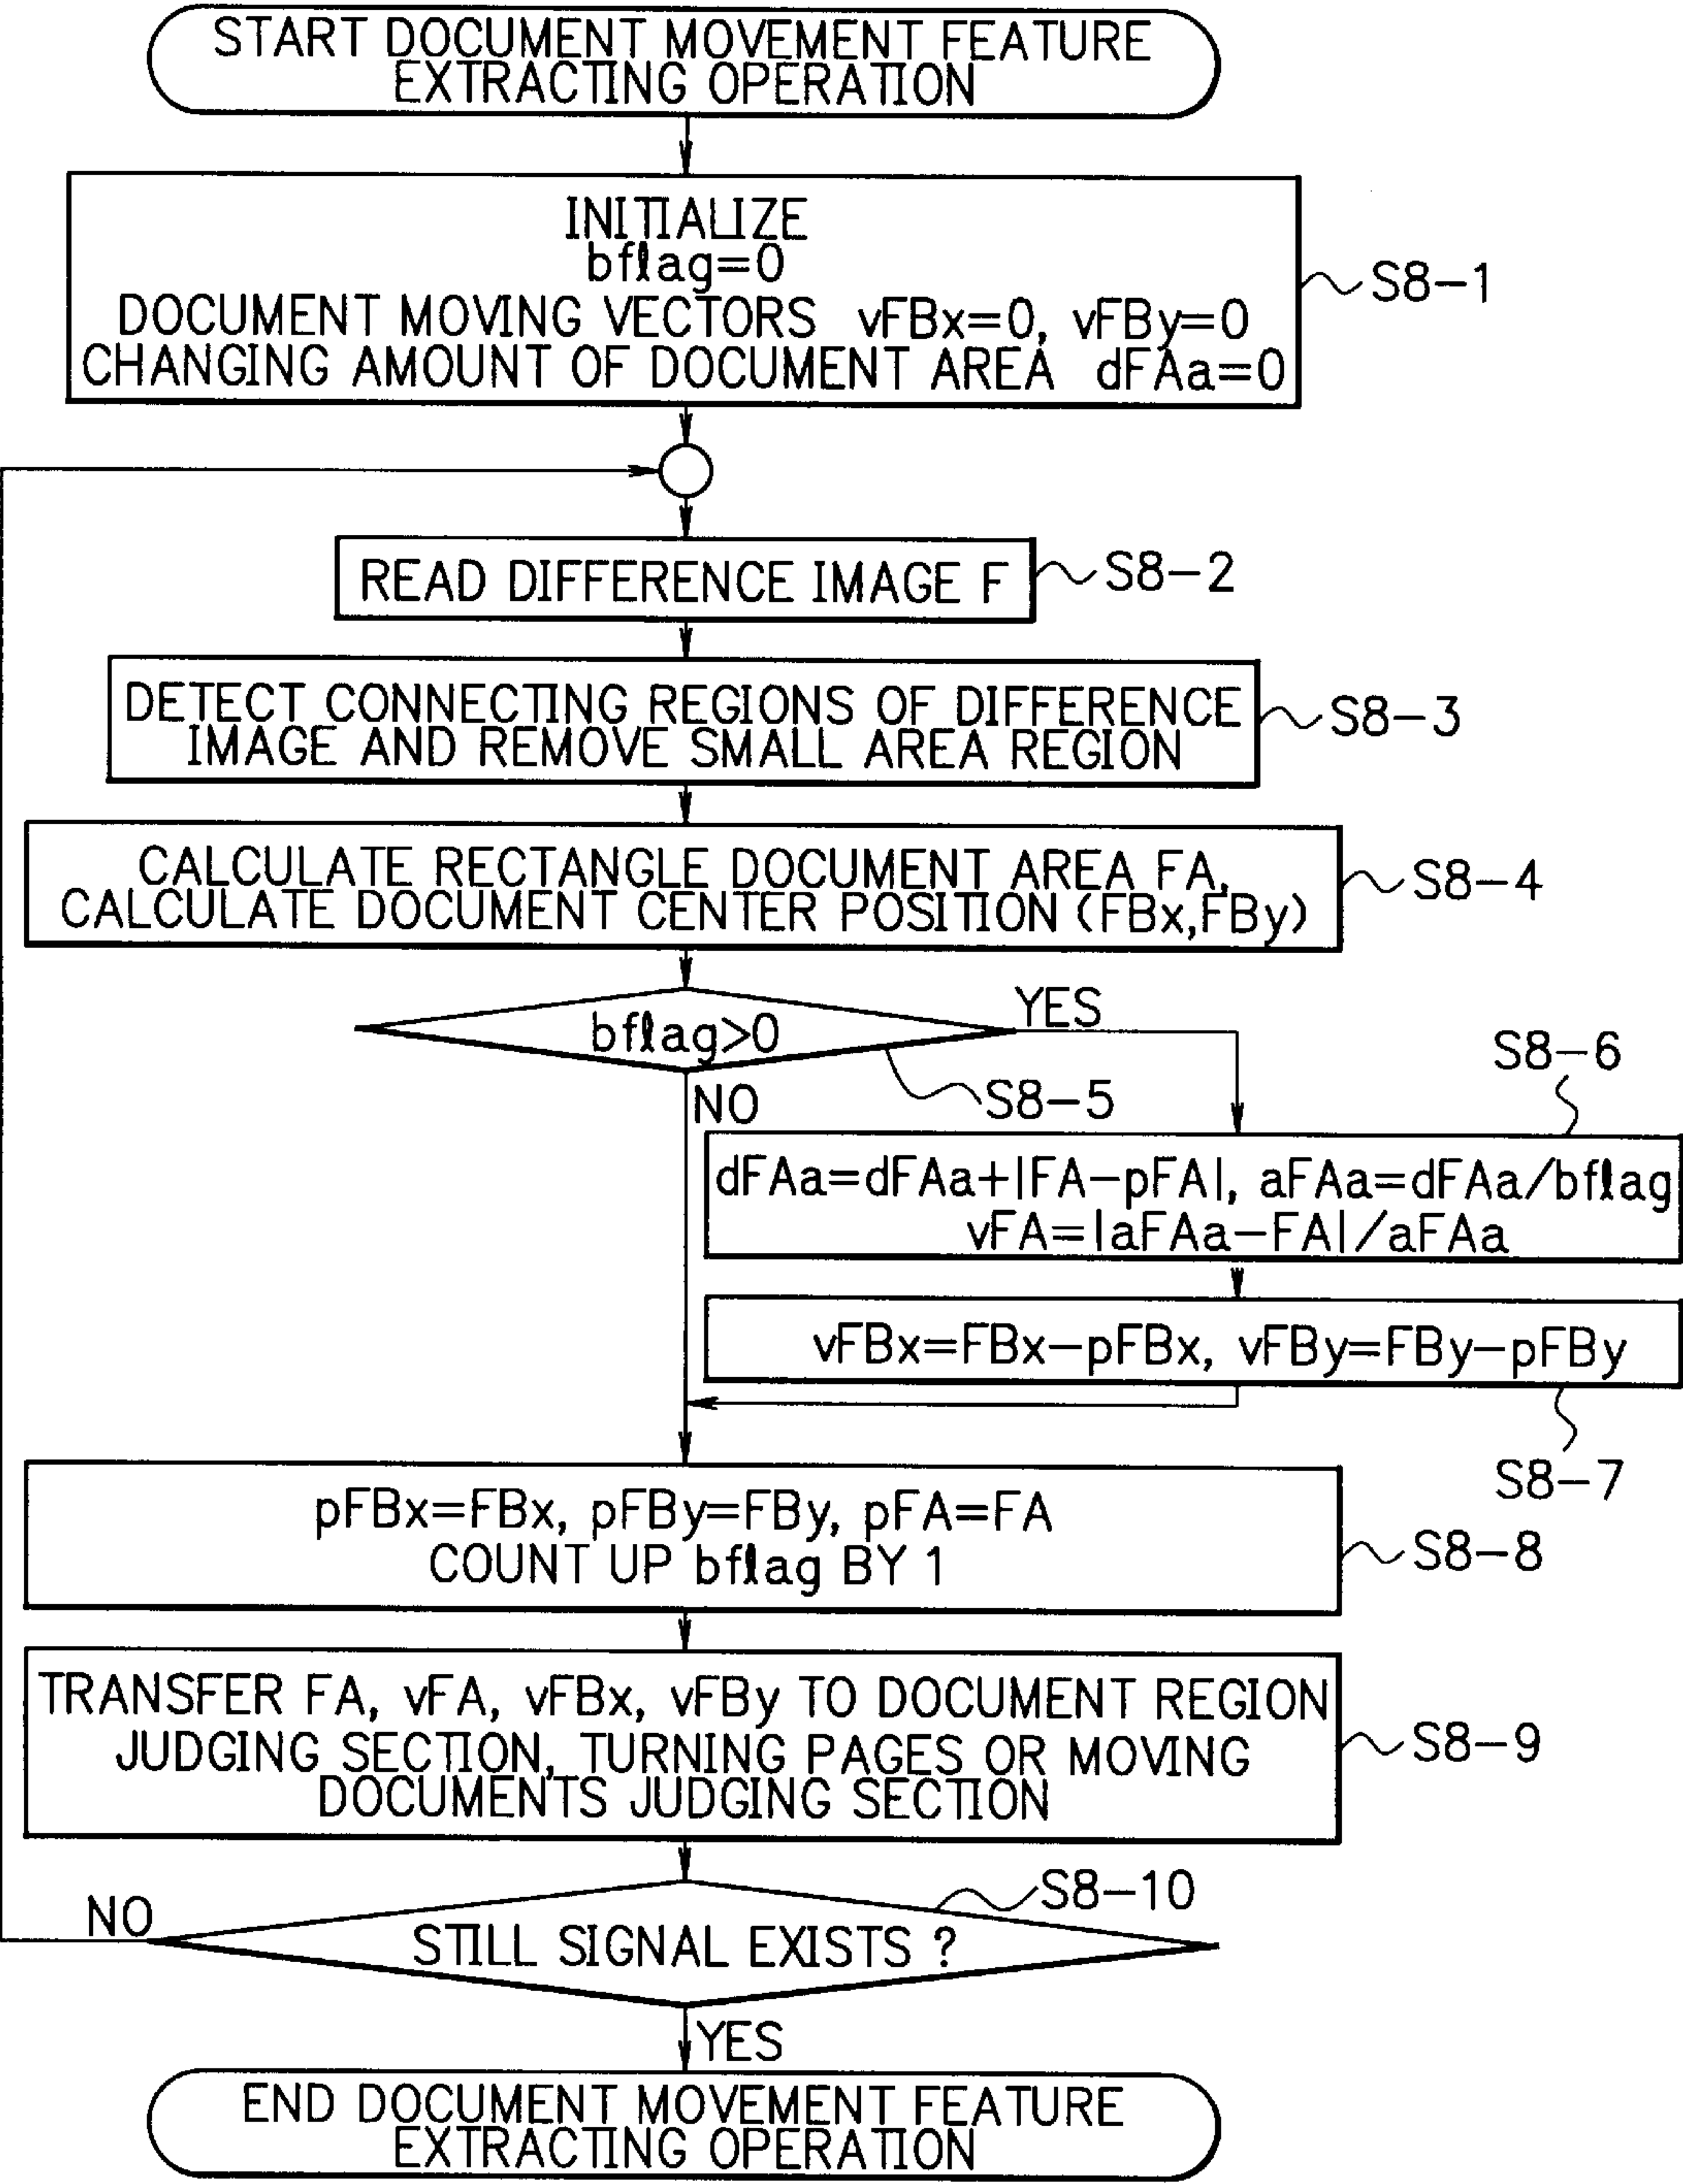 START DOCUMENT MOVEMENT FEATURE
EXTRACTING OPERATION
INITIALIZE
bflag=0
DOCUMENT MOVING VECTORS vFBx=0, vFBy=0
CHANGING AMOUNT OF DOCUMENT AREA dFAa=0
S8-1
READ DIFFERENCE IMAGE F
S8-2
DETECT CONNECTING REGIONS OF DIFFERENCE
IMAGE AND REMOVE SMALL AREA REGION
S8-3
CALCULATE RECTANGLE DOCUMENT AREA FA,
CALCULATE DOCUMENT CENTER POSITION (FBx,FBy)
S8-4
bflag>0
YES
NO
S8-5
S8-6
dFAa=dFAa+|FA-pFA|, aFAa=dFAa/bflag
vFA=|aFAa-FA|/aFAa
vFBx=FBx-pFBx, vFBy=FBy-pFBy
S8-7
pFBx=FBx, pFBy=FBy, pFA=FA
COUNT UP bflag BY 1
S8-8
TRANSFER FA, vFA, vFBx, vFBy TO DOCUMENT REGION
JUDGING SECTION, TURNING PAGES OR MOVING
DOCUMENTS JUDGING SECTION
S8-9
S8-10
NO
STILL SIGNAL EXISTS ?
YES
END DOCUMENT MOVEMENT FEATURE
EXTRACTING OPERATION